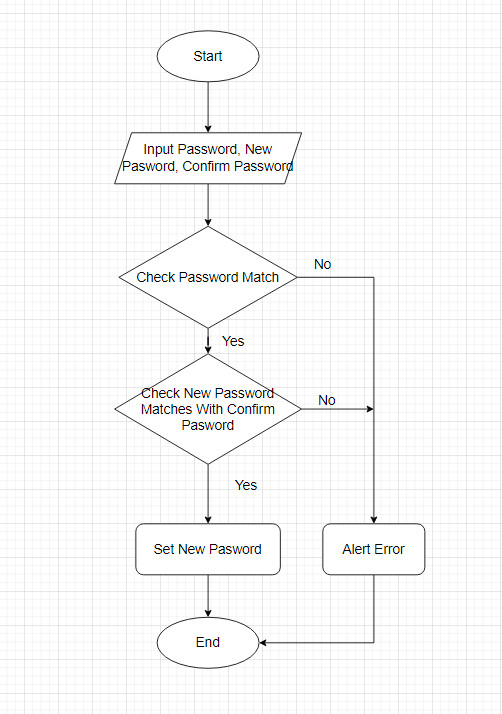 Start
Input Password, New
Pasword, Confirm Password
Check Password Match
No
Yes
Check New Password
Matches With Confirm
Pasword
No
Yes
Set New Pasword
Alert Error
End